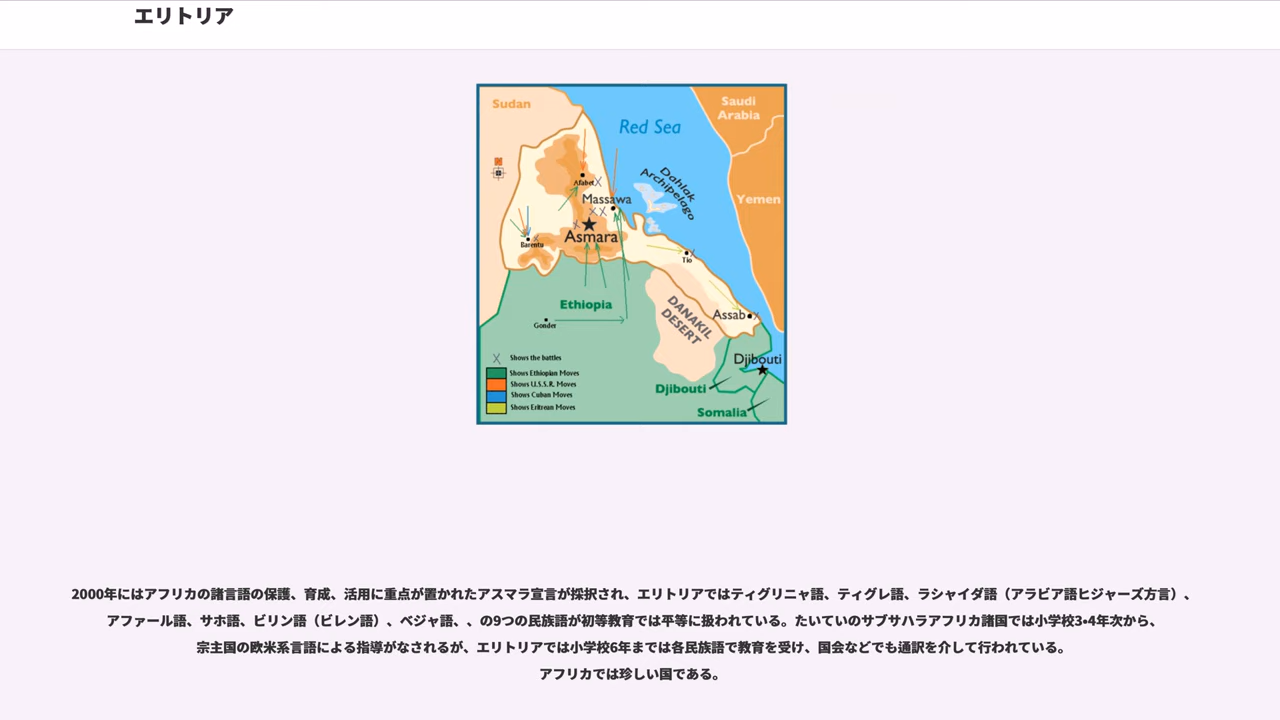 エリトリア
Sudan
Saudi
Arabia
Red Sea
Dahlak
Archipelago
Afabet
Massawa
Yemen
Asmara
Barentu
Tio
Ethiopia
DANAKIL
DESERT
Assab
Gonder
Djibouti
Shows the battles
Shows Ethiopian Moves
Shows U.S.S.R. Moves
Shows Cuban Moves
Shows Eritrean Moves
Djibouti
Somalia
2000年にはアフリカの諸言語の保護、育成、活用に重点が置かれたアスマラ宣言が採択され、エリトリアではティグリニャ語、ティグレ語、ラシャイダ語（アラビア語ヒジャーズ方言）、
アファール語、サホ語、ビリン語（ビレン語）、ベジャ語、、の9つの民族語が初等教育では平等に扱われている。たいていのサブサハラアフリカ諸国では小学校3•4年次から、
宗主国の欧米系言語による指導がなされるが、エリトリアでは小学校6年までは各民族語で教育を受け、国会などでも通訳を介して行われている。
アフリカでは珍しい国である。